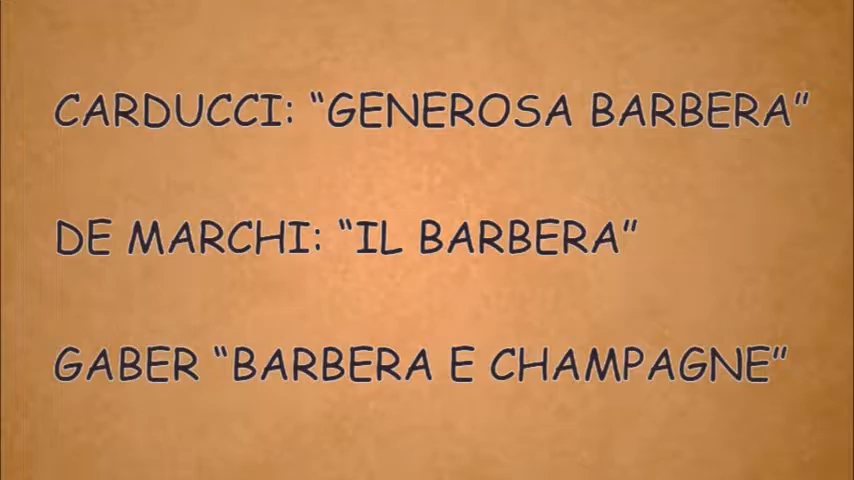 CARDUCCI: “GENEROSA BARBERA”
DE MARCHI: “IL BARBERA”
GABER “BARBERA E CHAMPAGNE”